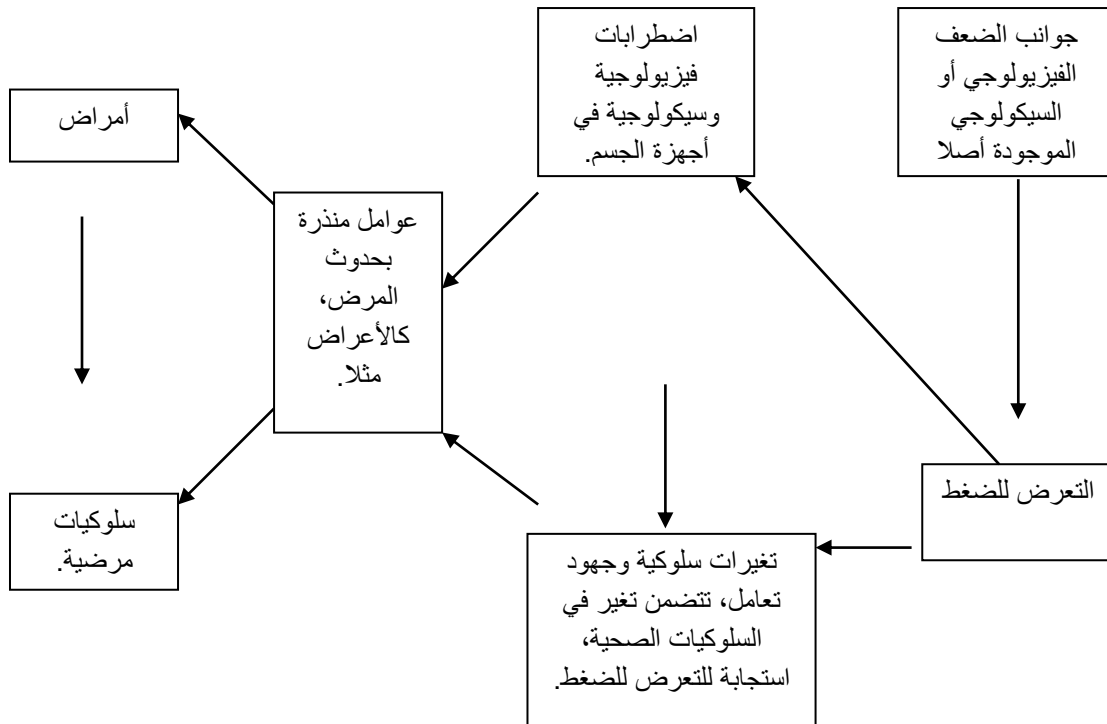 جوانب الضعف
الفيزيولوجي أو
السيكولوجي
الموجودة أصلا
اضطرابات
فيزيولوجية
وسيكولوجية في
أجهزة الجسم.
أمراض
عوامل منذرة
بحدوث
المرض،
كالأعراض
مثلا.
التعرض للضغط
سلوكيات
مرضية.
تغيرات سلوكية وجهود
تعامل، تتضمن تغير في
السلوكيات الصحية،
استجابة للتعرض للضغط.